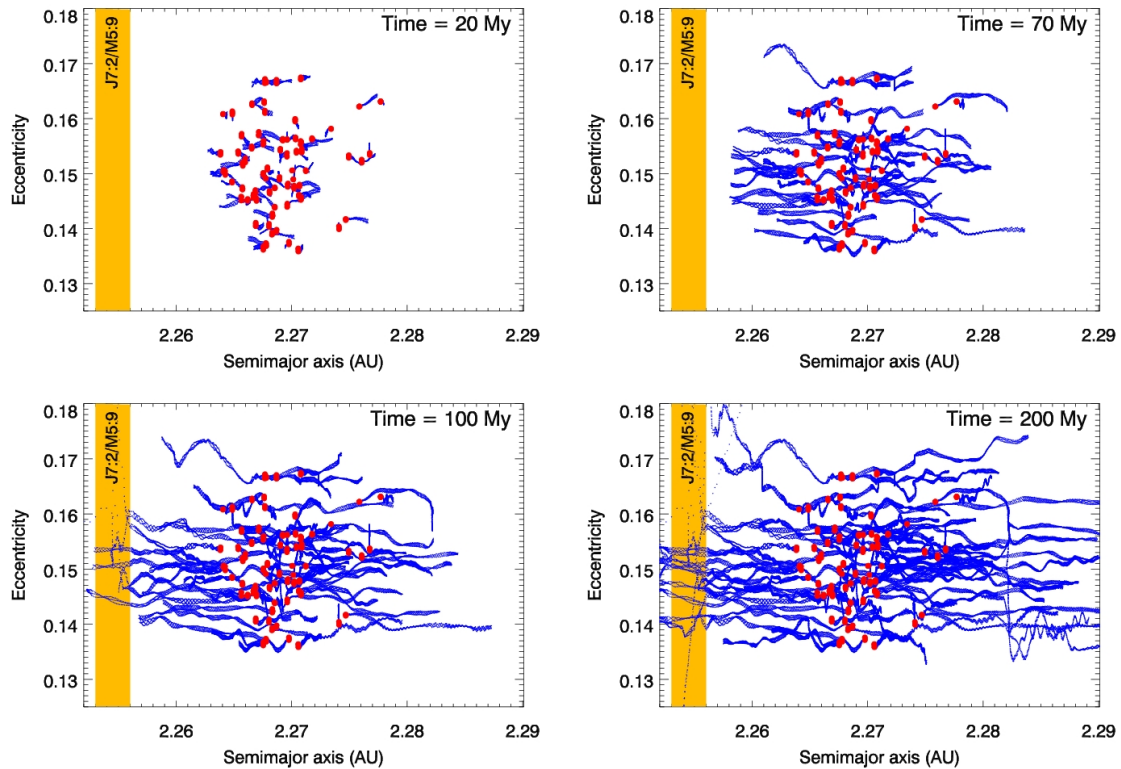 Time = 20 My
J7:2/M5:9
Eccentricity
0.18
0.17
0.16
0.15
0.14
0.13
2.26
2.27
2.28
2.29
Semimajor axis (AU)
Time = 70 My
J7:2/M5:9
Eccentricity
0.18
0.17
0.16
0.15
0.14
0.13
2.26
2.27
2.28
2.29
Semimajor axis (AU)
Time = 100 My
J7:2/M5:9
Eccentricity
0.18
0.17
0.16
0.15
0.14
0.13
2.26
2.27
2.28
2.29
Semimajor axis (AU)
Time = 200 My
J7:2/M5:9
Eccentricity
0.18
0.17
0.16
0.15
0.14
0.13
2.26
2.27
2.28
2.29
Semimajor axis (AU)